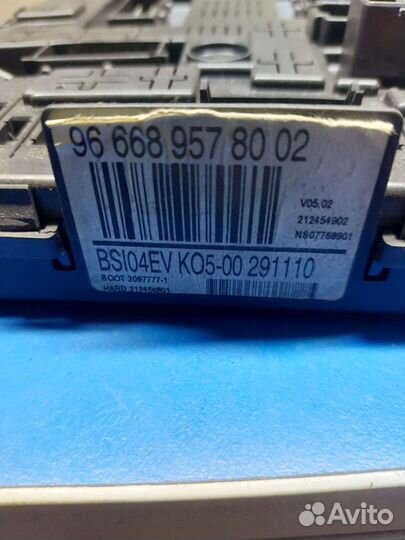 96 668 957 80 02
V05.02
212454902
NS07768901
BSI04EV KO5-00 291110
BOOT 2097777-1
HARD 212456801
Avito